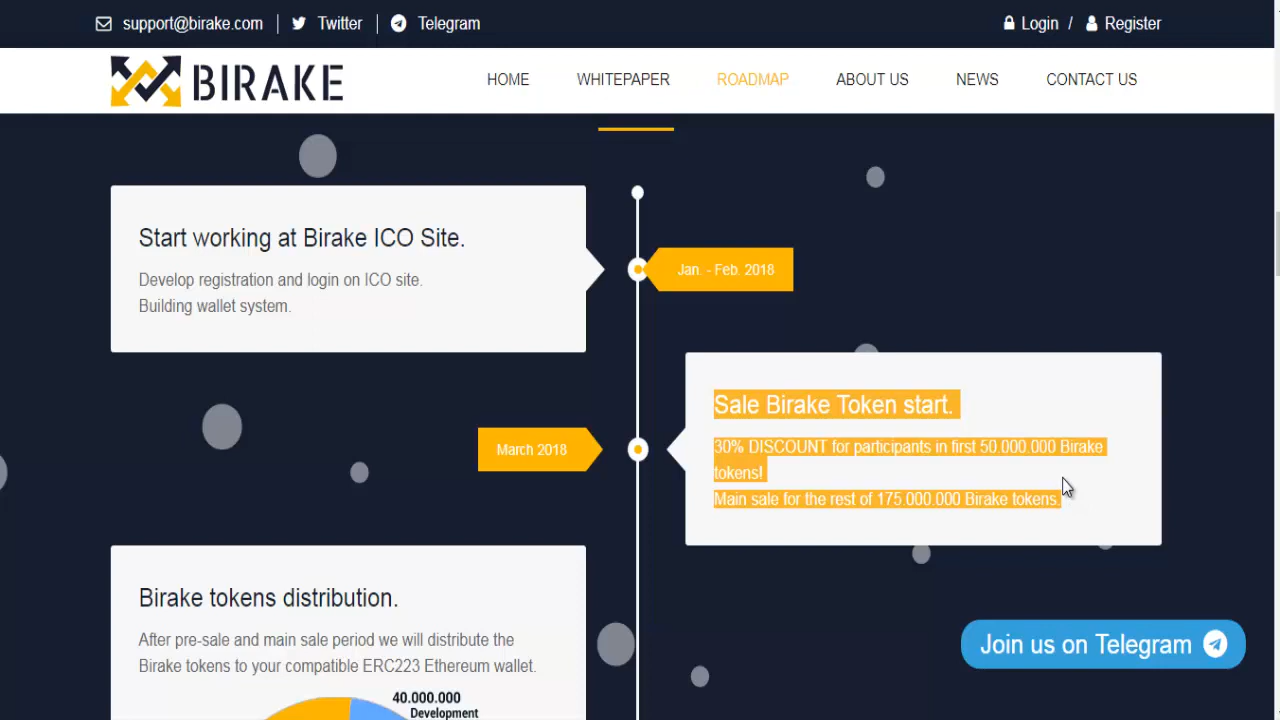 support@birake.com | Twitter | Telegram
Login / Register
BIRAKE
HOME WHITEPAPER ROADMAP ABOUT US NEWS CONTACT US
Start working at Birake ICO Site.
Develop registration and login on ICO site.
Building wallet system.
Jan. - Feb. 2018
Sale Birake Token start.
30% DISCOUNT for participants in first 50.000.000 Birake
tokens!
Main sale for the rest of 175.000.000 Birake tokens.
March 2018
Birake tokens distribution.
After pre-sale and main sale period we will distribute the
Birake tokens to your compatible ERC223 Ethereum wallet.
40.000.000
Development
Join us on Telegram